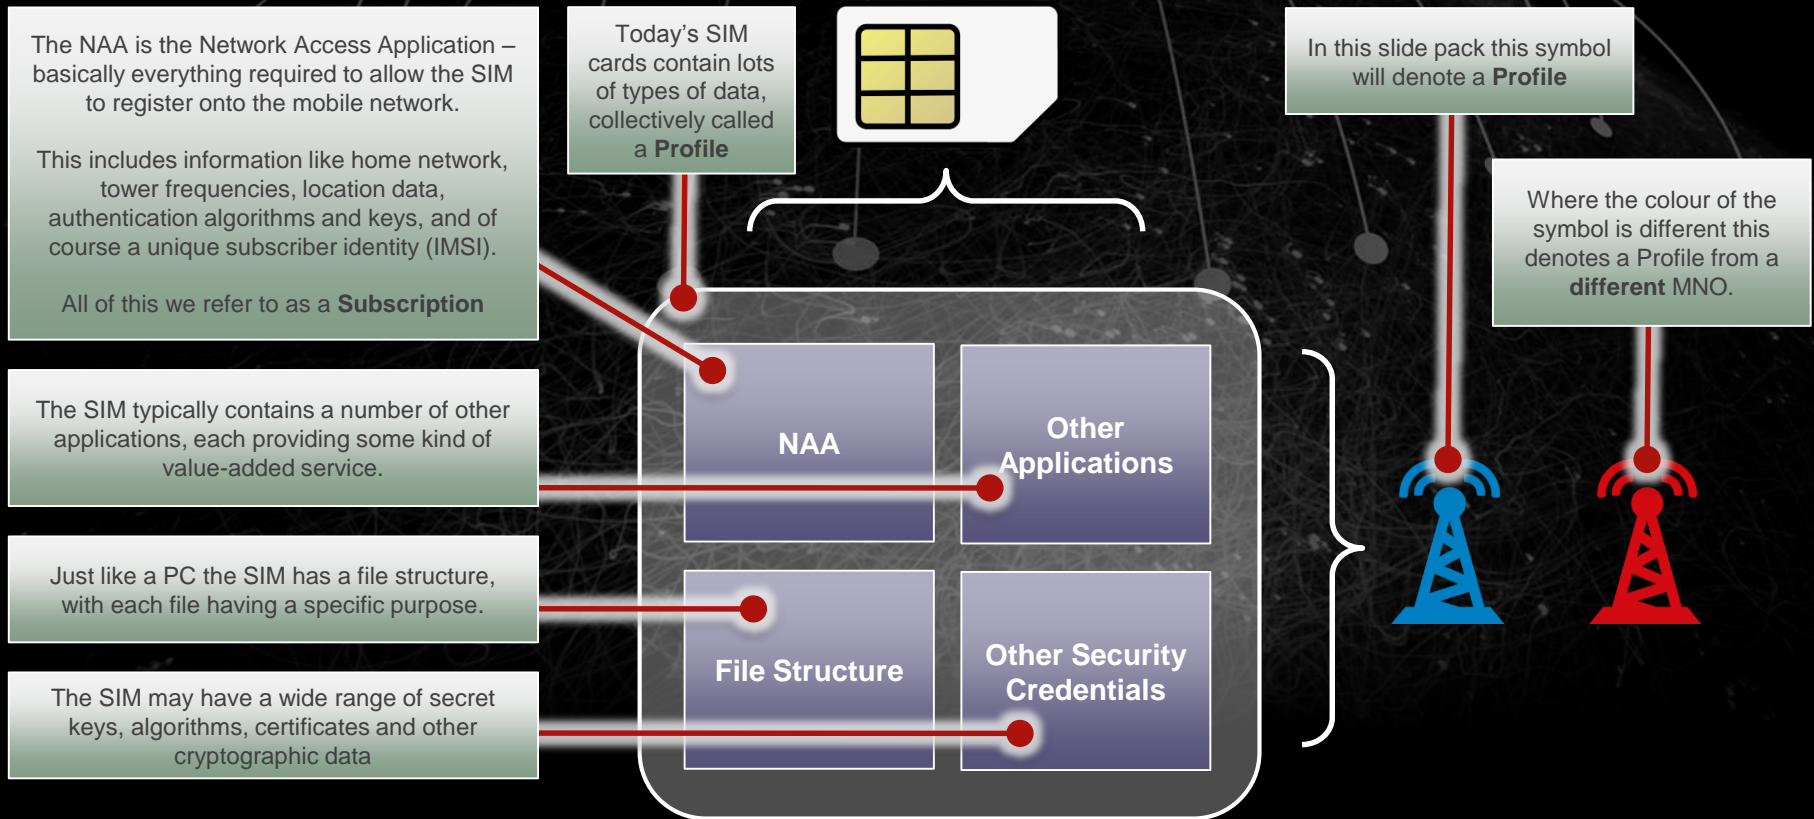 The NAA is the Network Access Application –
basically everything required to allow the SIM
to register onto the mobile network.
This includes information like home network,
tower frequencies, location data,
authentication algorithms and keys, and of
course a unique subscriber identity (IMSI).
All of this we refer to as a Subscription
Today's SIM
cards contain lots
of types of data,
collectively called
a Profile
In this slide pack this symbol
will denote a Profile
Where the colour of the
symbol is different this
denotes a Profile from a
different MNO.
The SIM typically contains a number of other
applications, each providing some kind of
value-added service.
Just like a PC the SIM has a file structure,
with each file having a specific purpose.
The SIM may have a wide range of secret
keys, algorithms, certificates and other
cryptographic data
NAA
Other
Applications
File Structure
Other Security
Credentials